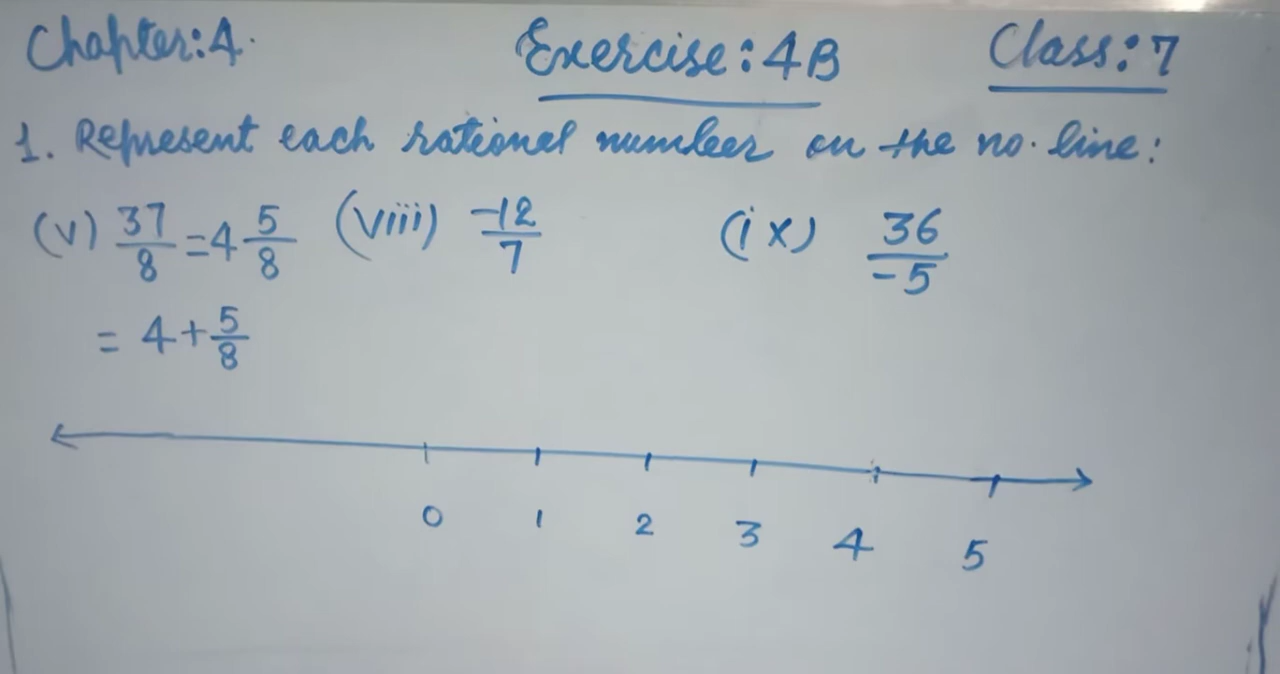 Chapter:4.
Exercise:4B
Class:7
1. Represent each rational number on the no. line:
(v) 37/8 = 4 5/8 (viii) -12/7 (ix) 36/-5
= 4+5/8
0 1 2 3 4 5